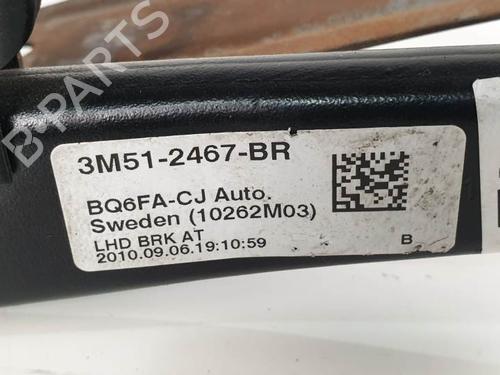 B-PARTS
3M51-2467-BR
BQ6FA-CJ Auto.
Sweden (10262M03)
LHD BRK AT
2010.09.06.19:10:59
B